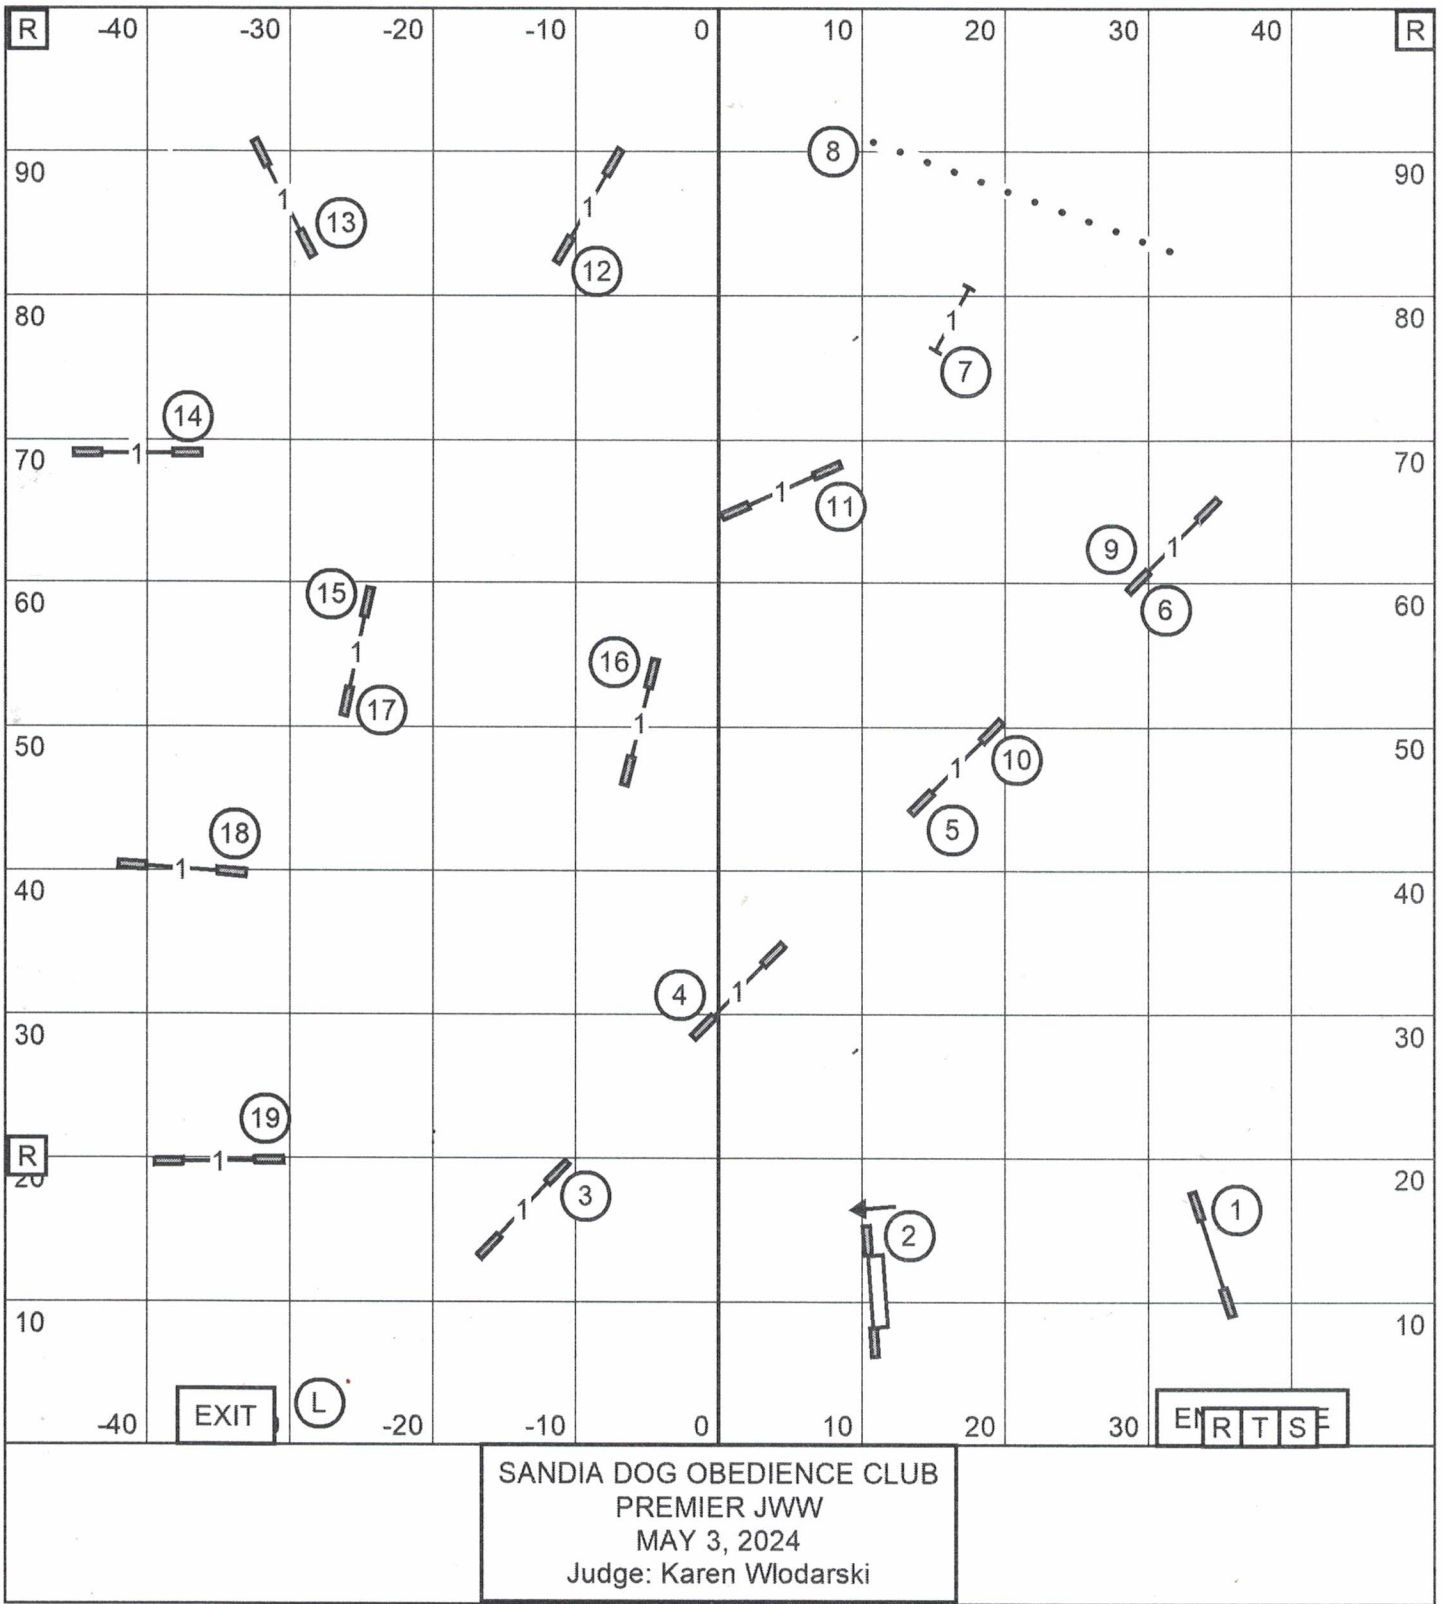 R -40 -30 -20 -10 0 10 20 30 40 R
90 1 13 1 12 8 90
80 1 7 80
14
70 1 1 11 70
9 1 6
60 15 1 17 60
16 1
50 1 10 5 50
18
40 1 40
4 1
30 30
19
R 1
20 1 3 2 1 20
10 10
-40 EXIT L -20 -10 0 10 20 30 R T S
SANDIA DOG OBEDIENCE CLUB
PREMIER JWW
MAY 3, 2024
Judge: Karen Wlodarski